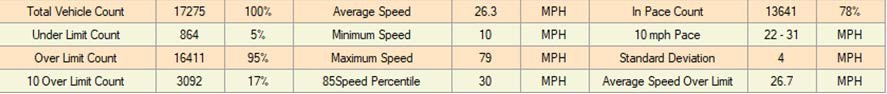 Total Vehicle Count 17275 100% Average Speed 26.3 MPH In Pace Count 13641 78%
Under Limit Count 864 5% Minimum Speed 10 MPH 10 mph Pace 22 - 31 MPH
Over Limit Count 16411 95% Maximum Speed 79 MPH Standard Deviation 4 MPH
10 Over Limit Count 3092 17% 85Speed Percentile 30 MPH Average Speed Over Limit 26.7 MPH